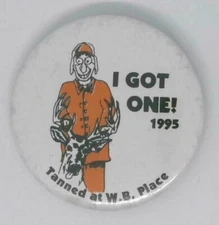 I GOT
ONE!
1995
Tanned at W.B. Place